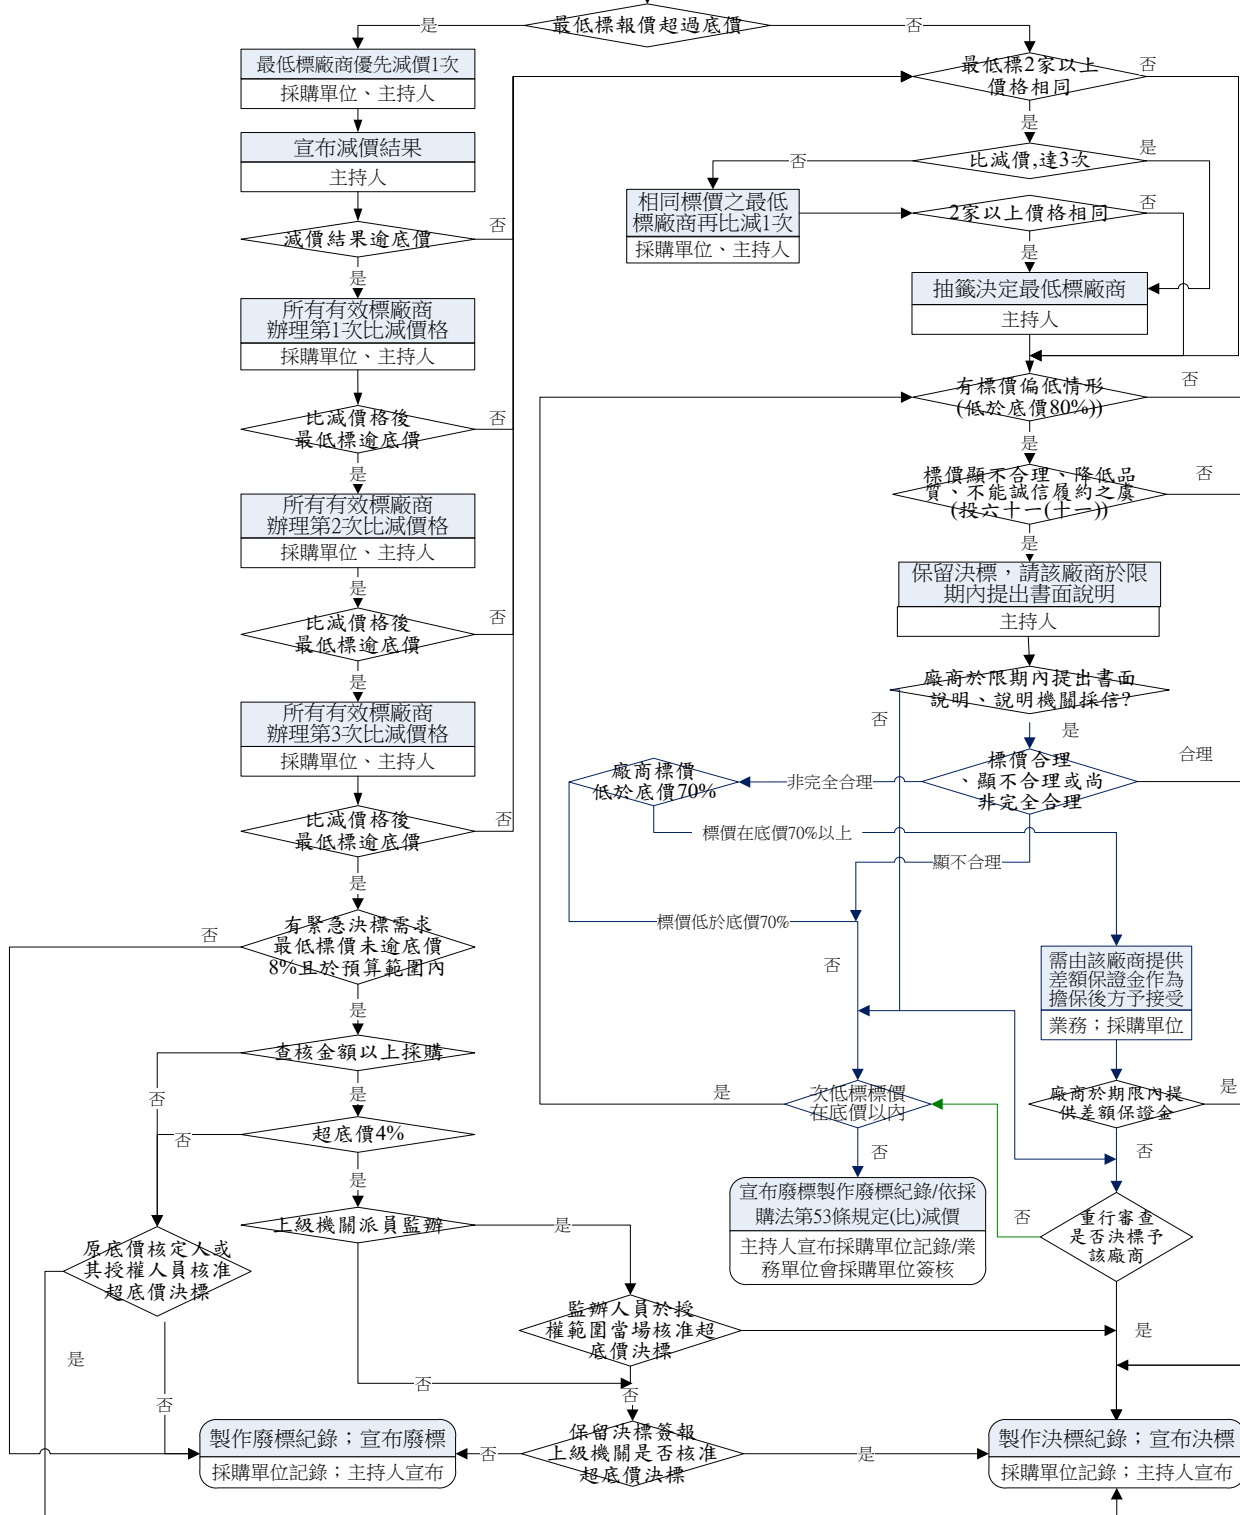 最低標報價超過底價
是
否
最低標廠商優先減價1次
採購單位、主持人
宣布減價結果
主持人
減價結果逾底價
否
是
所有有效標廠商
辦理第1次比減價格
採購單位、主持人
比減價格後
最低標逾底價
否
是
所有有效標廠商
辦理第2次比減價格
採購單位、主持人
是
比減價格後
最低標逾底價
否
是
所有有效標廠商
辦理第3次比減價格
採購單位、主持人
比減價格後
最低標逾底價
否
是
有緊急決標需求
最低標價未逾底價
8%且於預算範圍內
否
是
查核金額以上採購
否
是
超底價4%
否
是
上級機關派員監辦
是
否
原底價核定人或
其授權人員核准
超底價決標
是
否
監辦人員於授
權範圍當場核准超
底價決標
是
否
保留決標簽報
上級機關是否核准
超底價決標
否
是
製作廢標紀錄；宣布廢標
採購單位記錄；主持人宣布
最低標2家以上
價格相同
否
是
比減價,達3次
否
是
相同標價之最低
標廠商再比減1次
採購單位、主持人
2家以上價格相同
否
是
抽籤決定最低標廠商
主持人
有標價偏低情形
(低於底價80%))
否
是
標價顯不合理、降低品
質、不能誠信履約之虞
(投六十一(十一))
否
是
保留決標，請該廠商於限
期內提出書面說明
主持人
廠商於限期內提出書面
說明、說明機關採信?
否
是
標價合理
、顯不合理或尚
非完全合理
合理
非完全合理
顯不合理
廠商標價
低於底價70%
標價在底價70%以上
標價低於底價70%
否
需由該廠商提供
差額保證金作為
擔保後方予接受
業務；採購單位
廠商於期限內提
供差額保證金
是
否
次低標標價
在底價以內
是
否
宣布廢標製作廢標紀錄/依採
購法第53條規定(比)減價
主持人宣布採購單位記錄/業
務單位會採購單位簽核
重行審查
是否決標予
該廠商
否
製作決標紀錄；宣布決標
採購單位記錄；主持人宣布